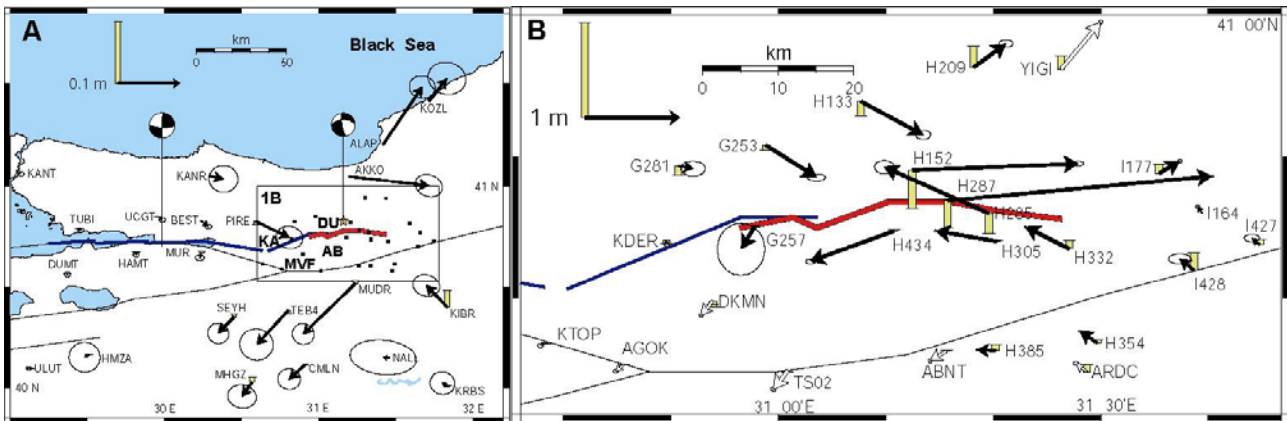 A
km
0 50
Black Sea
0.1 m
KOZL
ALAP
KANT
KANR
AKKO
41 N
1B
TUBI
UCGT
BEST
PIRE
DU
KA
AB
DUMT
HAMT
MUR
MVF
MUDR
SEYH
TEB4
KIBR
ULUT
HMZA
NAL
MHGZ
CMLN
KRBS
40 N
30 E
31 E
32 E
B
41 00'N
km
0 10 20
1 m
H209
YIGI
H133
G281
G253
H152
I177
H287
H285
I164
KDER
G257
H434
H305
H332
I427
I428
DKMN
KTOP
AGOK
TS02
ABNT
H385
H354
ARDC
31 00'E
31 30'E